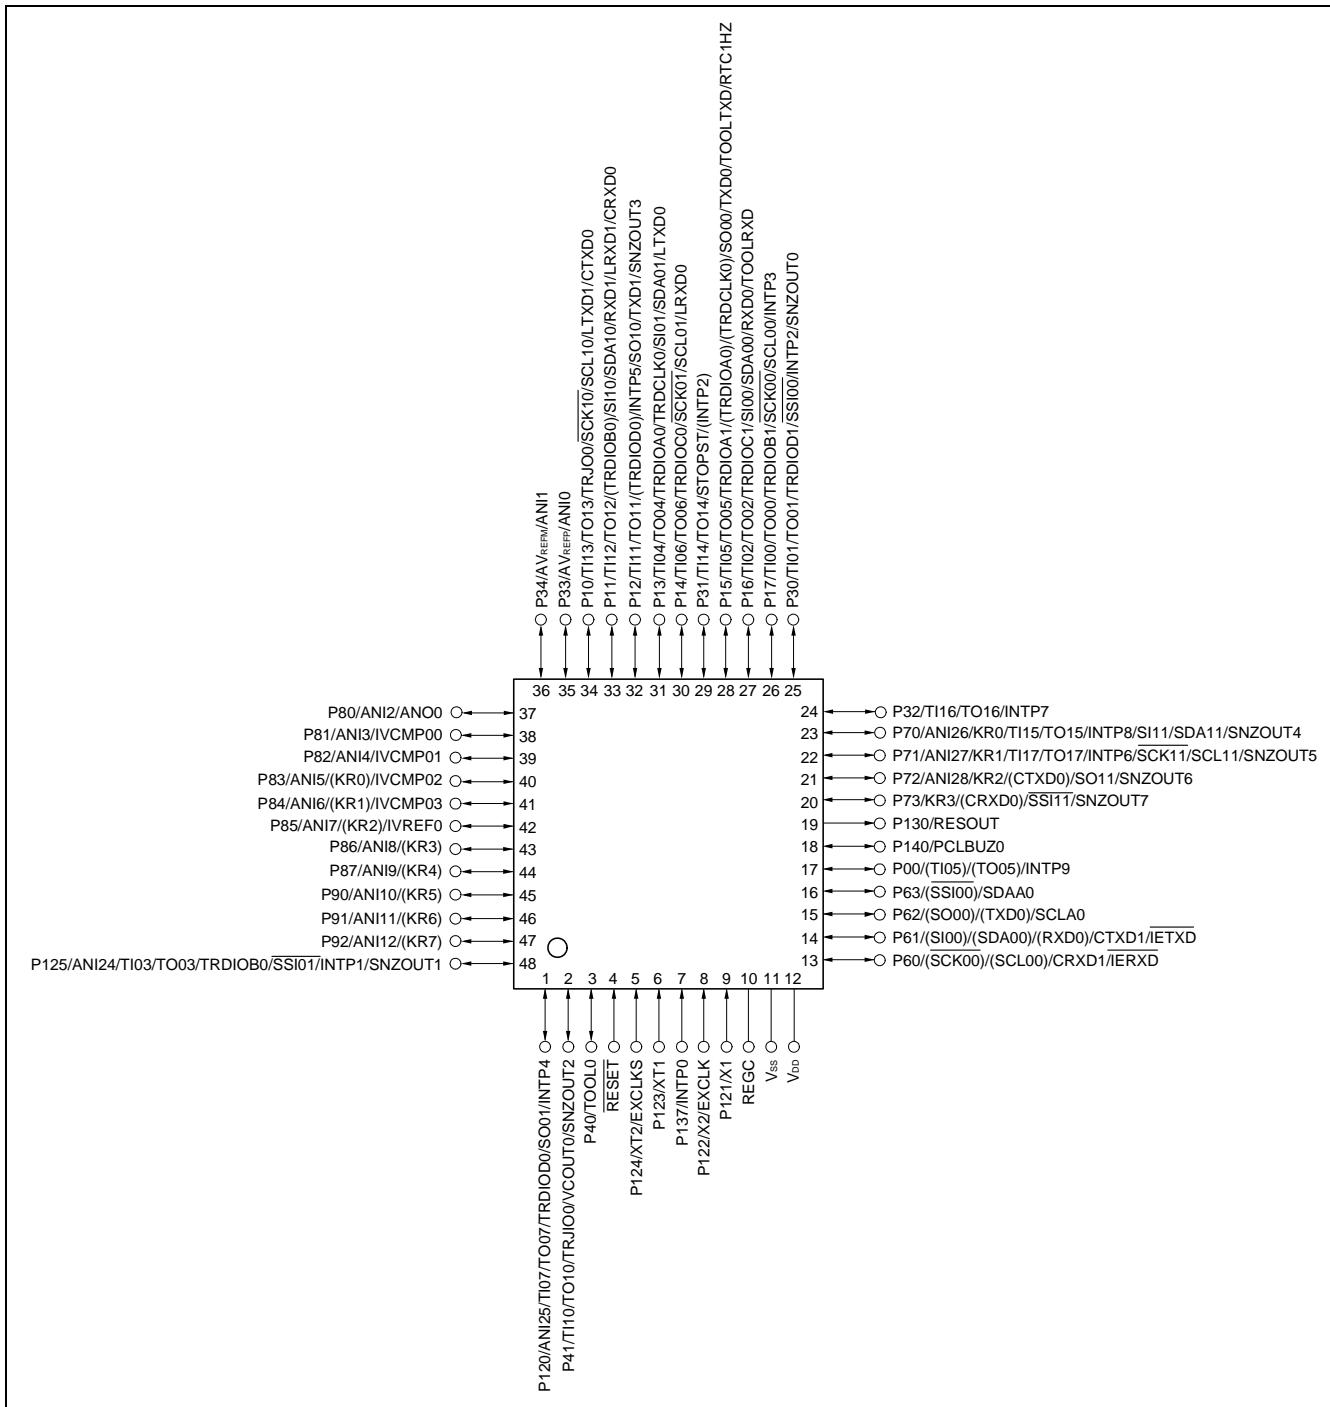 P34/AVREFM/ANI1
P33/AVREFP/ANI0
P10/TI13/TO13/TRJO0/SCK10/SCL10/LTXD1/CTXD0
P11/TI12/TO12/(TRDIOB0)/SI10/SDA10/RXD1/LRXD1/CRXD0
P12/TI11/TO11/(TRDIOD0)/INTP5/SO10/TXD1/SNZOUT3
P13/TI04/TO04/TRDIOA0/TRDCLK0/SI01/SDA01/LTXD0
P14/TI06/TO06/TRDIOC0/SCK01/SCL01/LRXD0
P31/TI14/TO14/STOPST/(INTP2)
P15/TI05/TO05/TRDIOA1/(TRDIOA0)/(TRDCLK0)/SO00/TXD0/TOOLTXD/RTC1HZ
P16/TI02/TO02/TRDIOC1/SI00/SDA00/RXD0/TOOLRXD
P17/TI00/TO00/TRDIOB1/SCK00/SCL00/INTP3
P30/TI01/TO01/TRDIOD1/SSI00/INTP2/SNZOUT0
36 35 34 33 32 31 30 29 28 27 26 25
P80/ANI2/ANO0 37
P81/ANI3/IVCMP00 38
P82/ANI4/IVCMP01 39
P83/ANI5/(KR0)/IVCMP02 40
P84/ANI6/(KR1)/IVCMP03 41
P85/ANI7/(KR2)/IVREF0 42
P86/ANI8/(KR3) 43
P87/ANI9/(KR4) 44
P90/ANI10/(KR5) 45
P91/ANI11/(KR6) 46
P92/ANI12/(KR7) 47
P125/ANI24/TI03/TO03/TRDIOB0/SSI01/INTP1/SNZOUT1 48
24 P32/TI16/TO16/INTP7
23 P70/ANI26/KR0/TI15/TO15/INTP8/SI11/SDA11/SNZOUT4
22 P71/ANI27/KR1/TI17/TO17/INTP6/SCK11/SCL11/SNZOUT5
21 P72/ANI28/KR2/(CTXD0)/SO11/SNZOUT6
20 P73/KR3/(CRXD0)/SSI11/SNZOUT7
19 P130/RESOUT
18 P140/PCLBUZ0
17 P00/(TI05)/(TO05)/INTP9
16 P63/(SSI00)/SDAA0
15 P62/(SO00)/(TXD0)/SCLA0
14 P61/(SI00)/(SDA00)/(RXD0)/CTXD1/IETXD
13 P60/(SCK00)/(SCL00)/CRXD1/IERXD
1 2 3 4 5 6 7 8 9 10 11 12
P120/ANI25/TI07/TO07/TRDIOD0/SO01/INTP4
P41/TI10/TO10/TRJIO0/VCOUT0/SNZOUT2
P40/TOOL0
RESET
P124/XT2/EXCLKS
P123/XT1
P137/INTP0
P122/X2/EXCLK
P121/X1
REGC
VSS
VDD